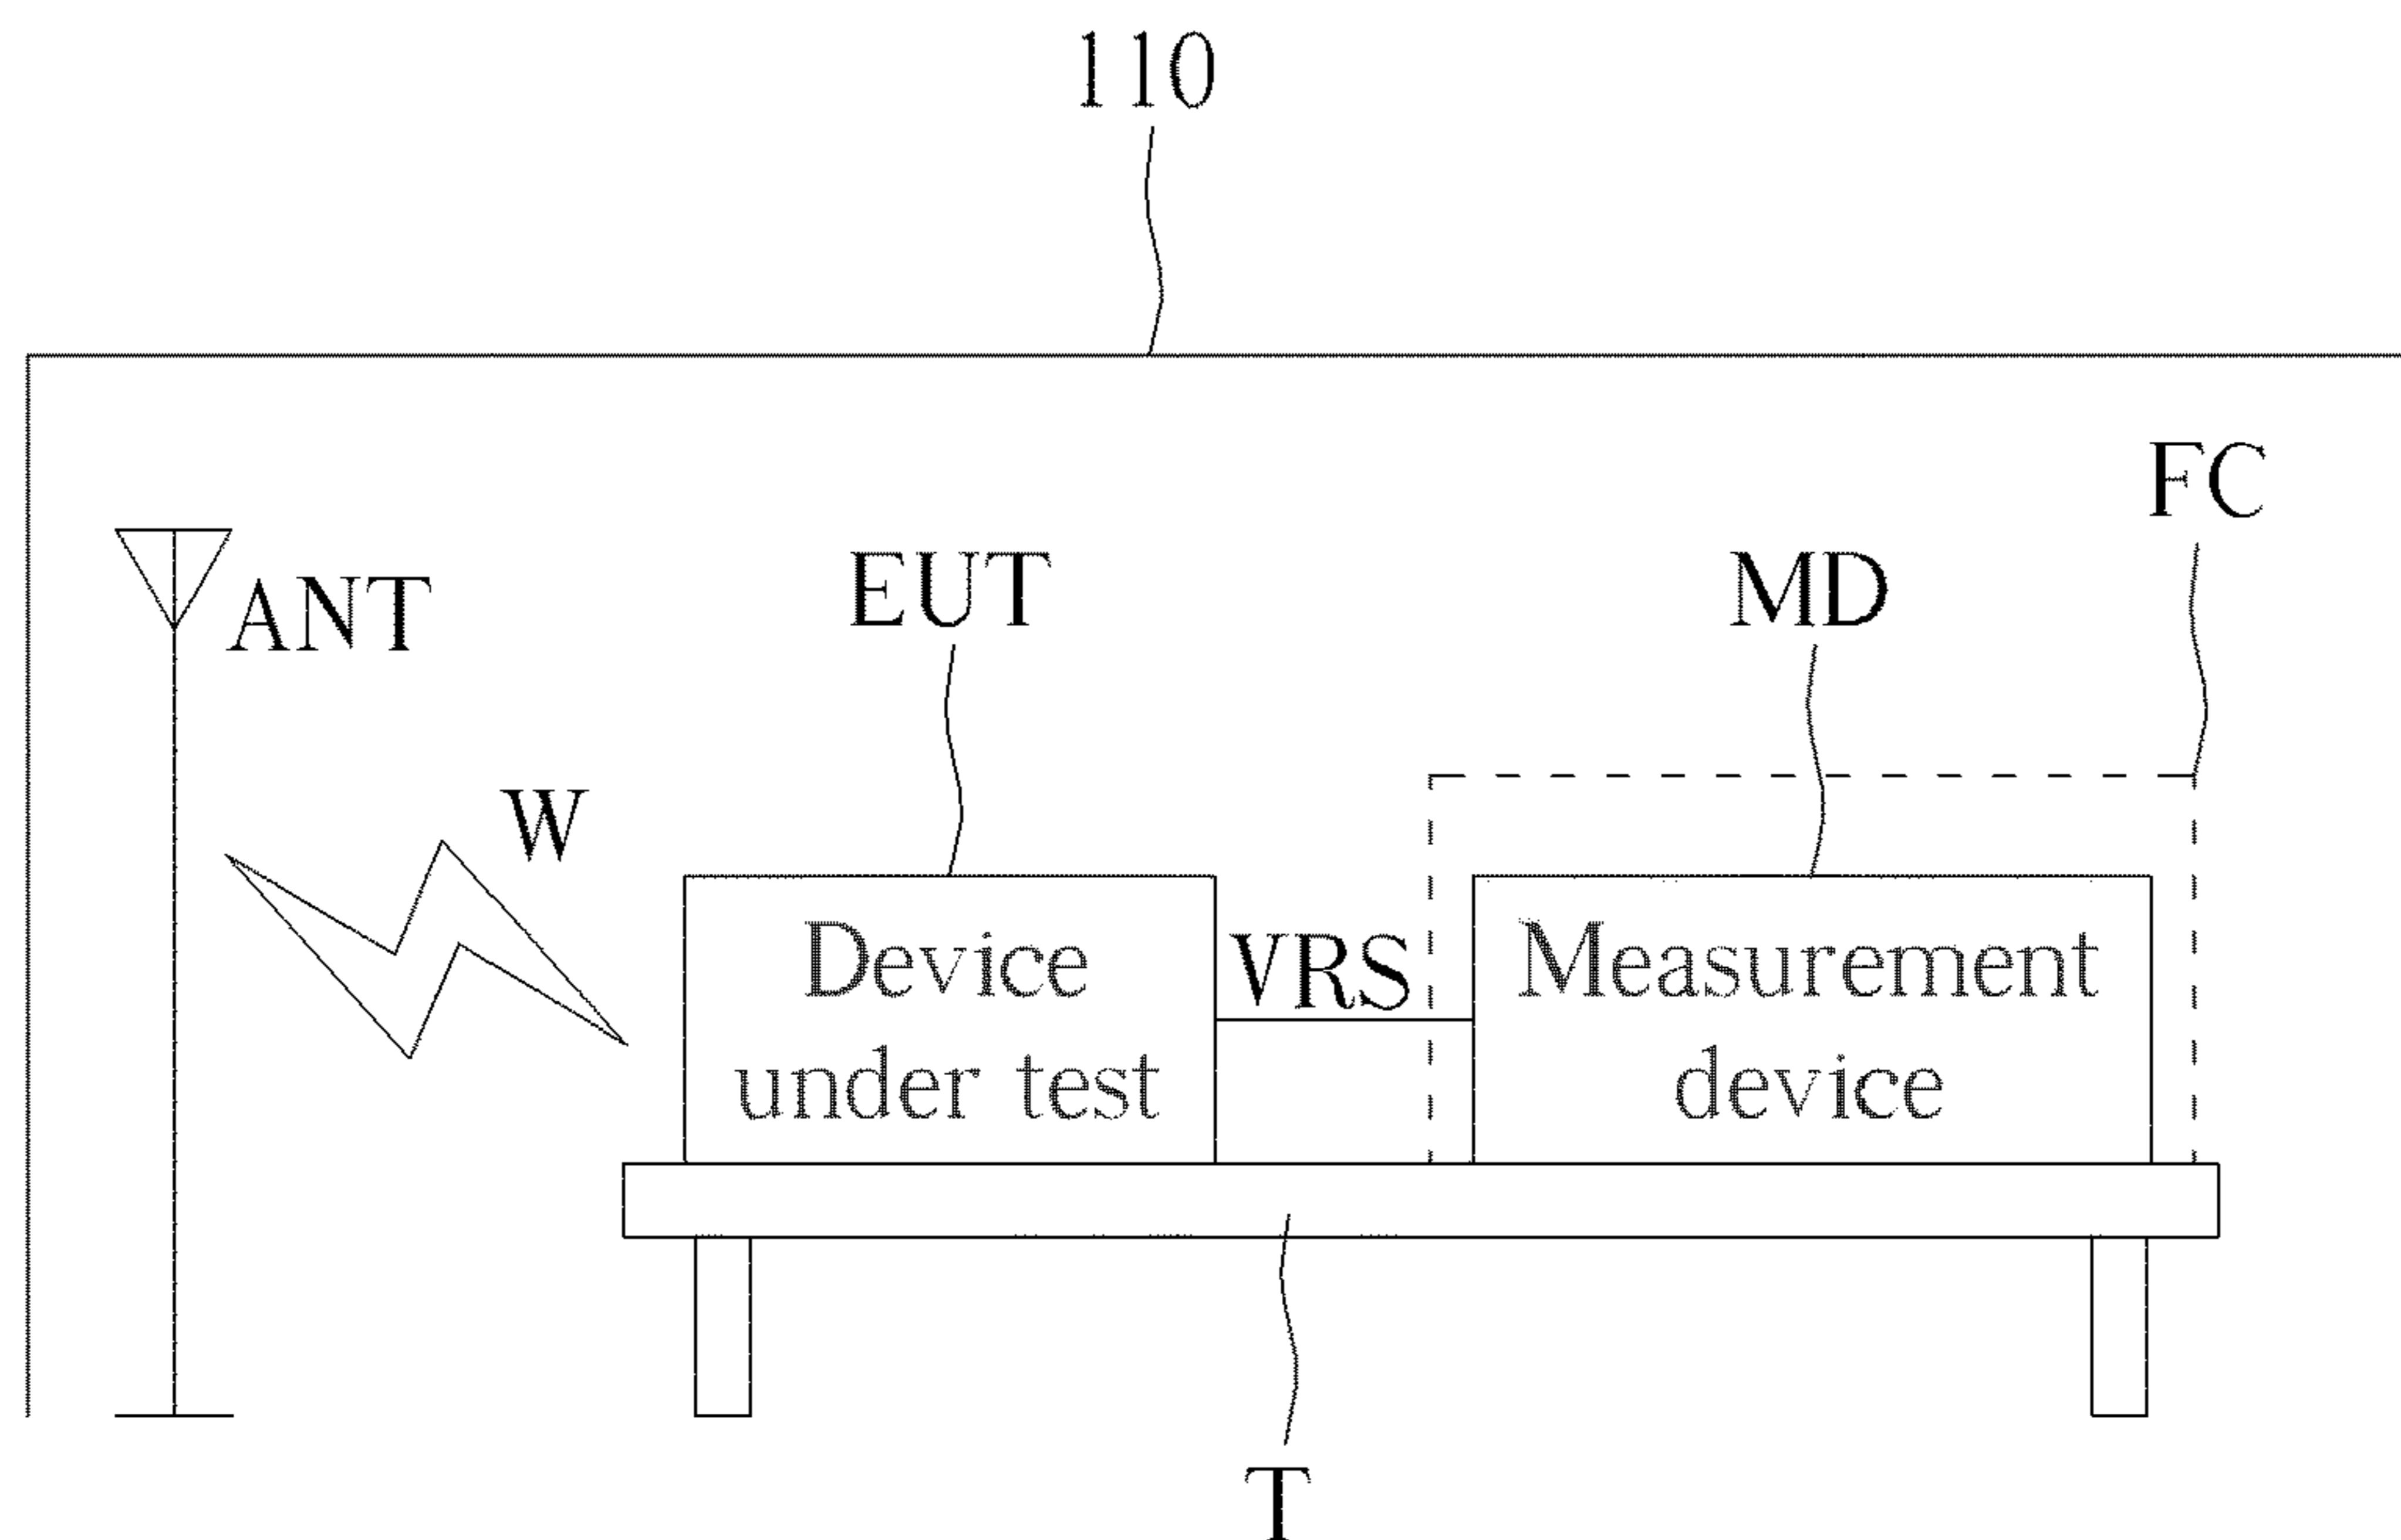 110
FC
EUT
MD
ANT
W
Device
under test
VRS
Measurement
device
T